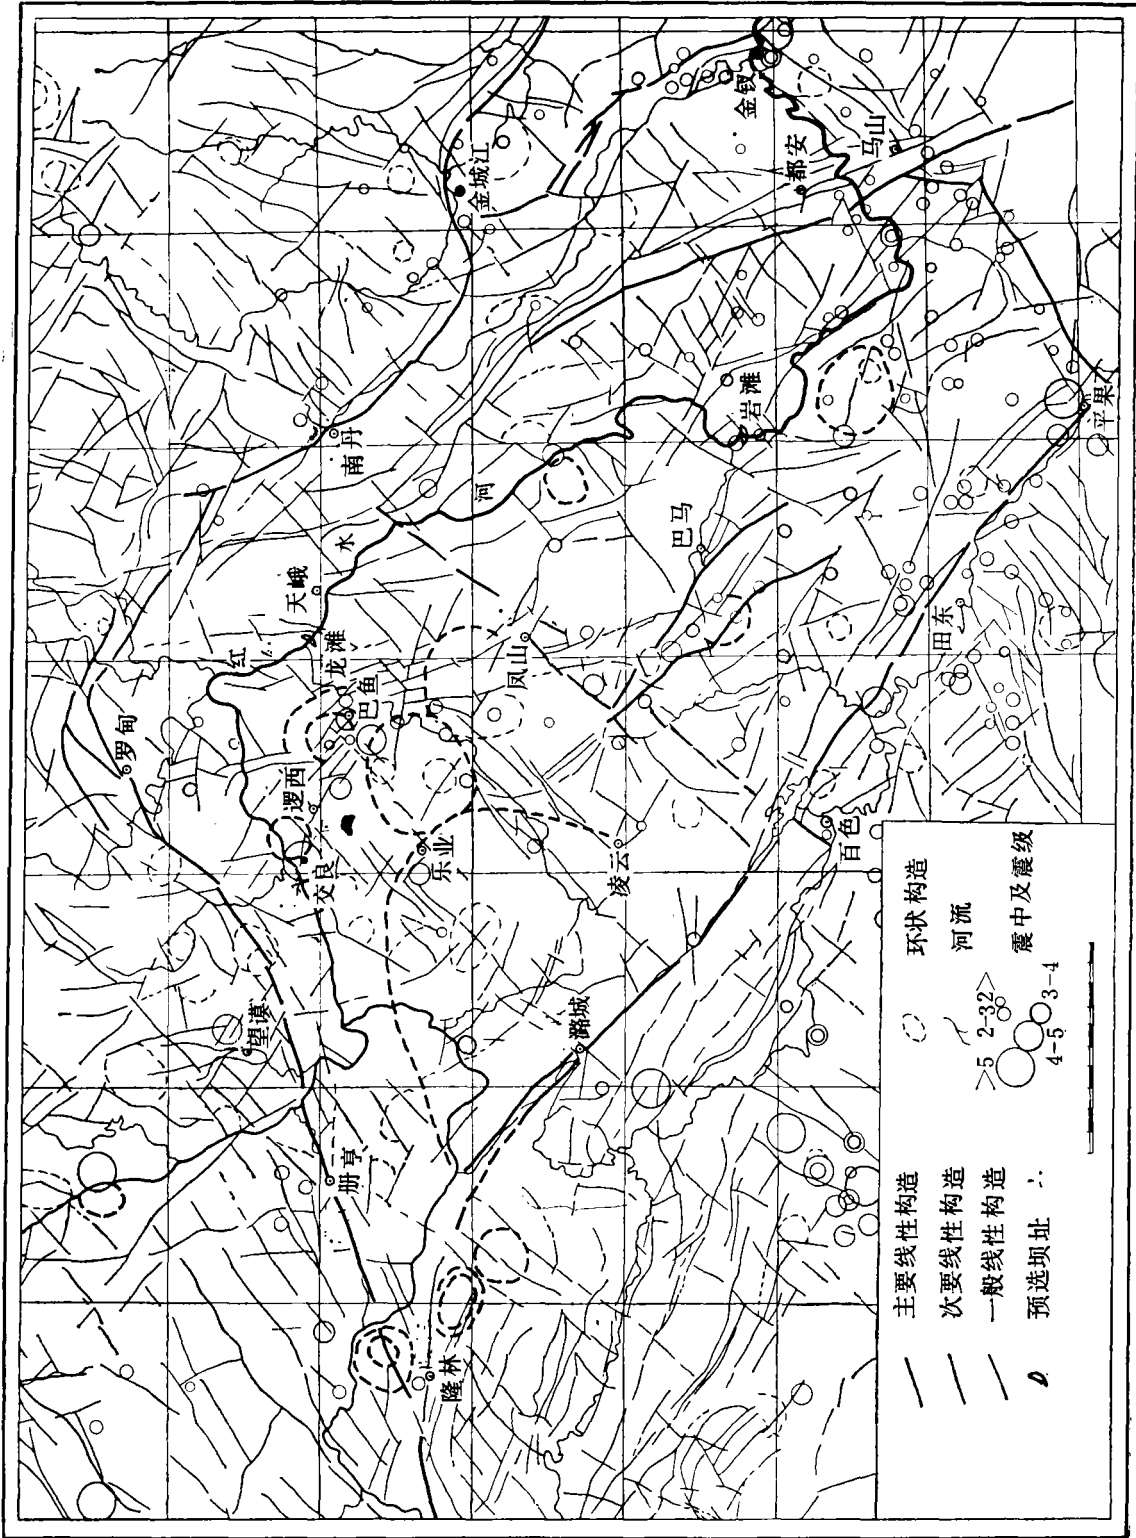 金城江
金钗
都安
马山
南丹
岩滩
平果
河
水
红
天峨
龙滩
巴马
罗甸
巴鱼
凤山
田东
逻西
交良
乐业
凌云
百色
望谟
潞城
册亨
隆林
主要线性构造
次要线性构造
一般线性构造
预选坝址
环状构造
河流
>5 2-3 2>
4-5 3-4
震中及震级